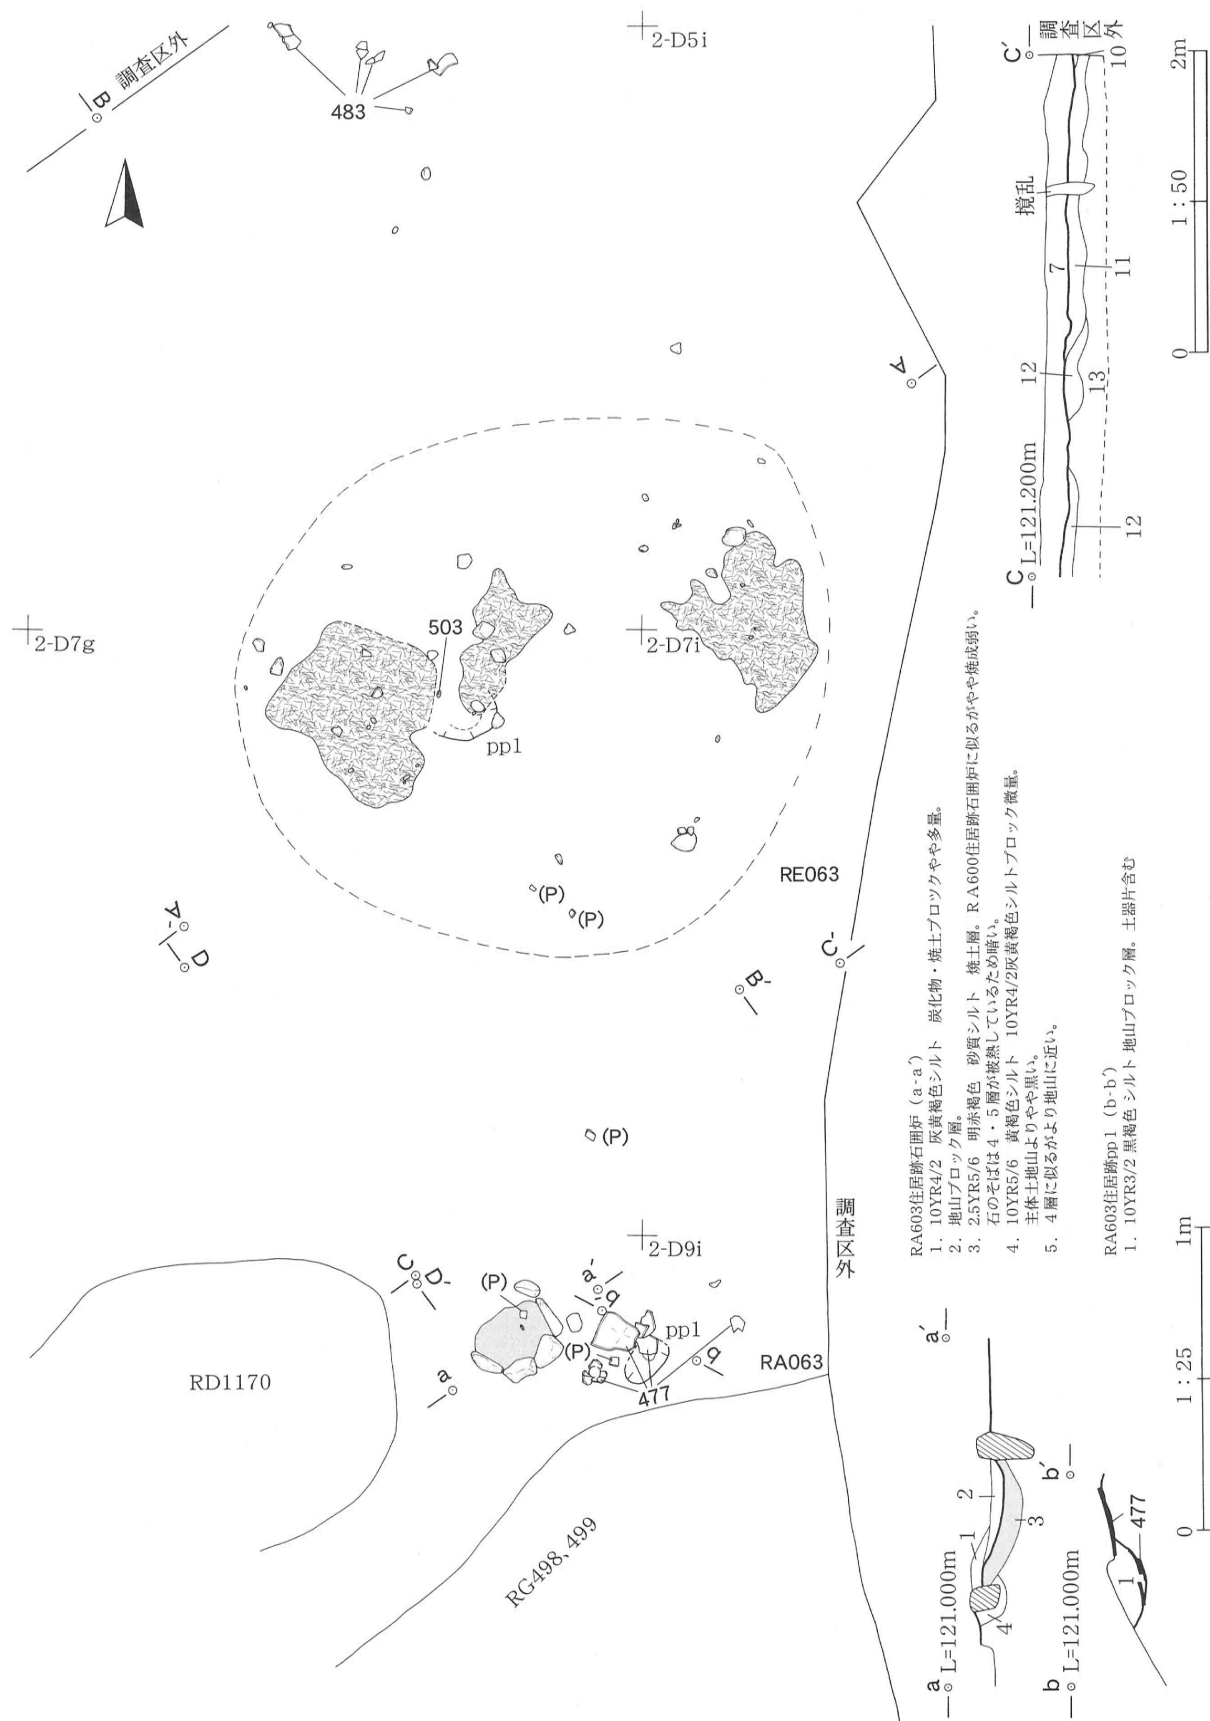 2-D5i
調査区外
B
483
C′
調査区外
10
2m
攪乱
1:50
7
11
A
0
12
13
L=121.200m
C
12
2-D7g
503
2-D7i
pp1
RE063
(P)
(P)
A'
D
C'
B'
(P)
2-D9i
調査区外
C
D'
(P)
a'
b'
pp1
(P)
b
RA063
a
477
RD1170
RG498、499
RA603住居跡石囲炉 (a-a′)
1. 10YR4/2 灰黄褐色シルト 炭化物・焼土ブロックやや多量。
2. 地山ブロック層。
3. 2.5YR5/6 明赤褐色 砂質シルト 焼土層。RA600住居跡石囲炉に似るがやや焼成弱い。
石のそばは4・5層が被熱しているため暗い。
4. 10YR5/6 黄褐色シルト 10YR4/2灰黄褐色シルトブロック微量。
主体土地山よりやや黒い。
5. 4層に似るがより地山に近い。
RA603住居跡pp1 (b-b′)
1. 10YR3/2 黒褐色 シルト 地山ブロック層。土器片含む
a
L=121.000m
a′
1
2
3
4
b
L=121.000m
b′
1
477
0
1:25
1m